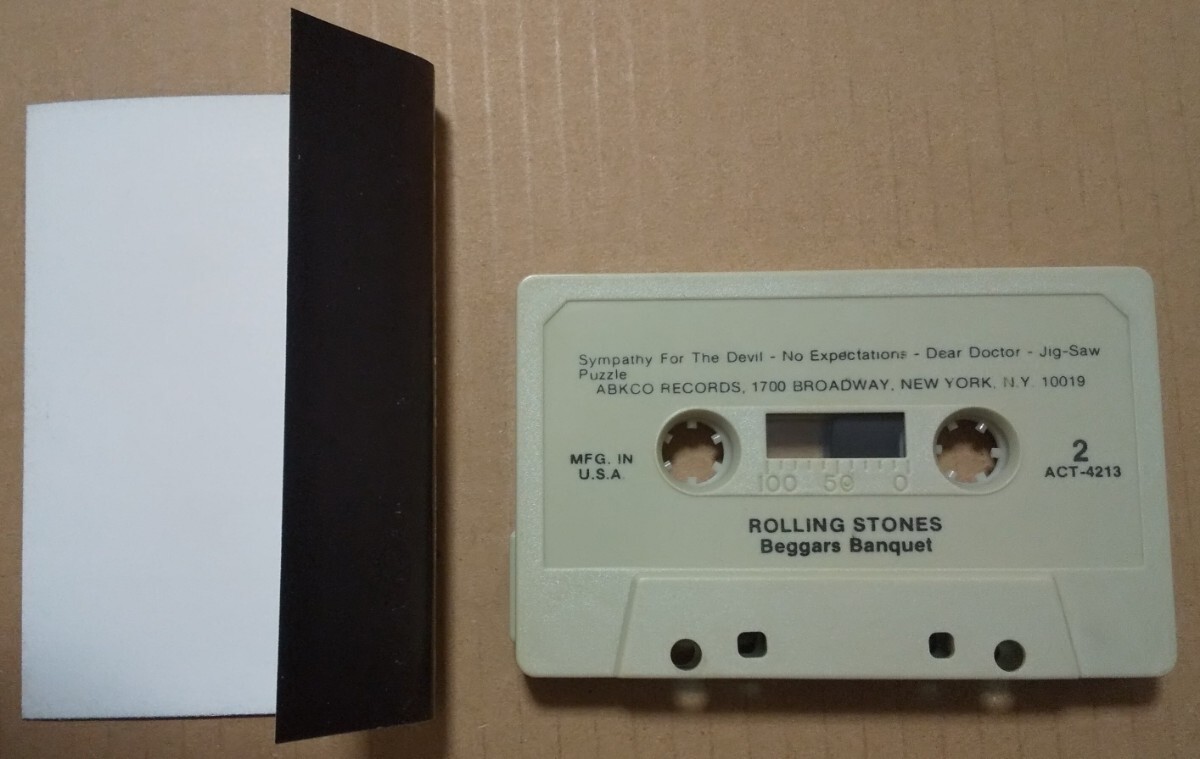 Sympathy For The Devil - No Expectations - Dear Doctor - Jig-Saw
Puzzle
ABKCO RECORDS, 1700 BROADWAY, NEW YORK, N.Y. 10019
MFG. IN
U.S.A.
100 50 0
2
ACT-4213
ROLLING STONES
Beggars Banquet